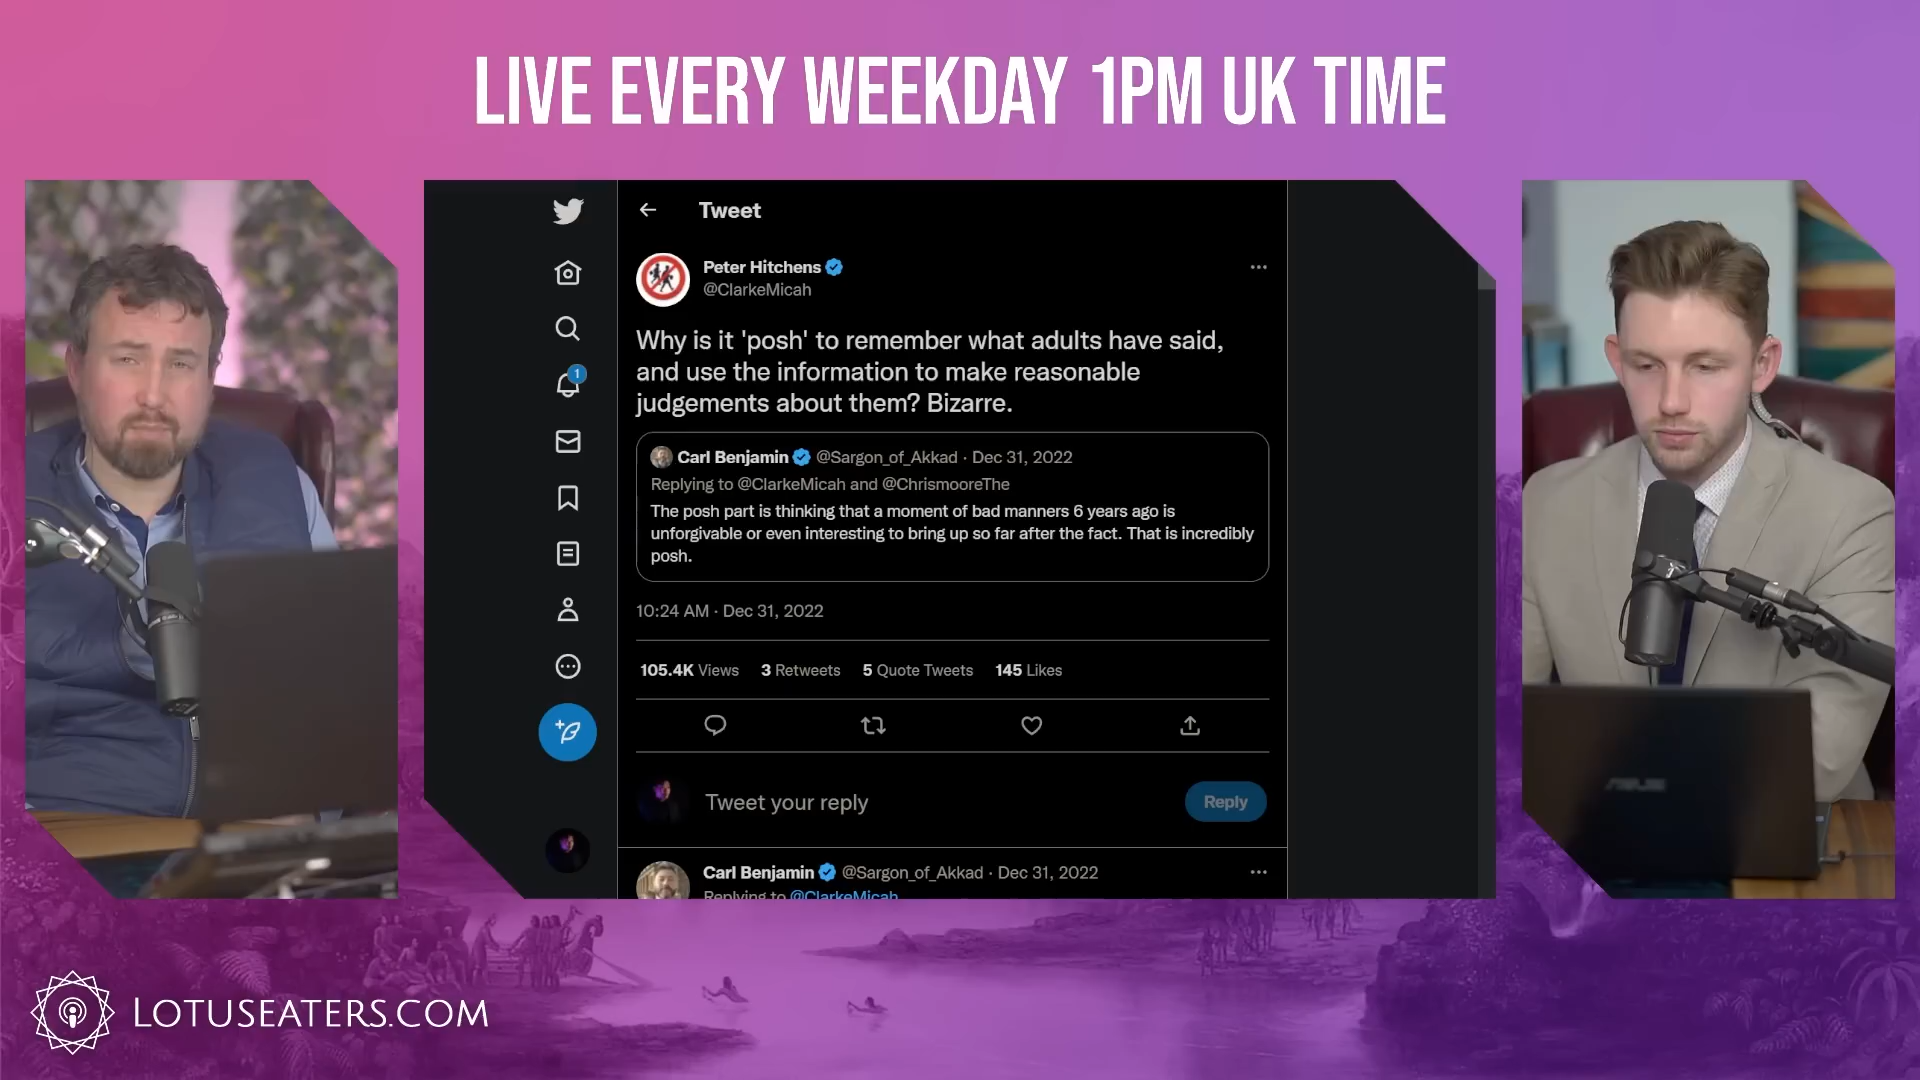 LIVE EVERY WEEKDAY 1PM UK TIME
Tweet
Peter Hitchens
@ClarkeMicah
Why is it 'posh' to remember what adults have said,
and use the information to make reasonable
judgements about them? Bizarre.
Carl Benjamin @Sargon_of_Akkad · Dec 31, 2022
Replying to @ClarkeMicah and @ChrismooreThe
The posh part is thinking that a moment of bad manners 6 years ago is
unforgivable or even interesting to bring up so far after the fact. That is incredibly
posh.
1
10:24 AM · Dec 31, 2022
105.4K Views 3 Retweets 5 Quote Tweets 145 Likes
Tweet your reply
Reply
Carl Benjamin @Sargon_of_Akkad · Dec 31, 2022
Replying to @ClarkeMicah
ASUS
LOTUSEATERS.COM